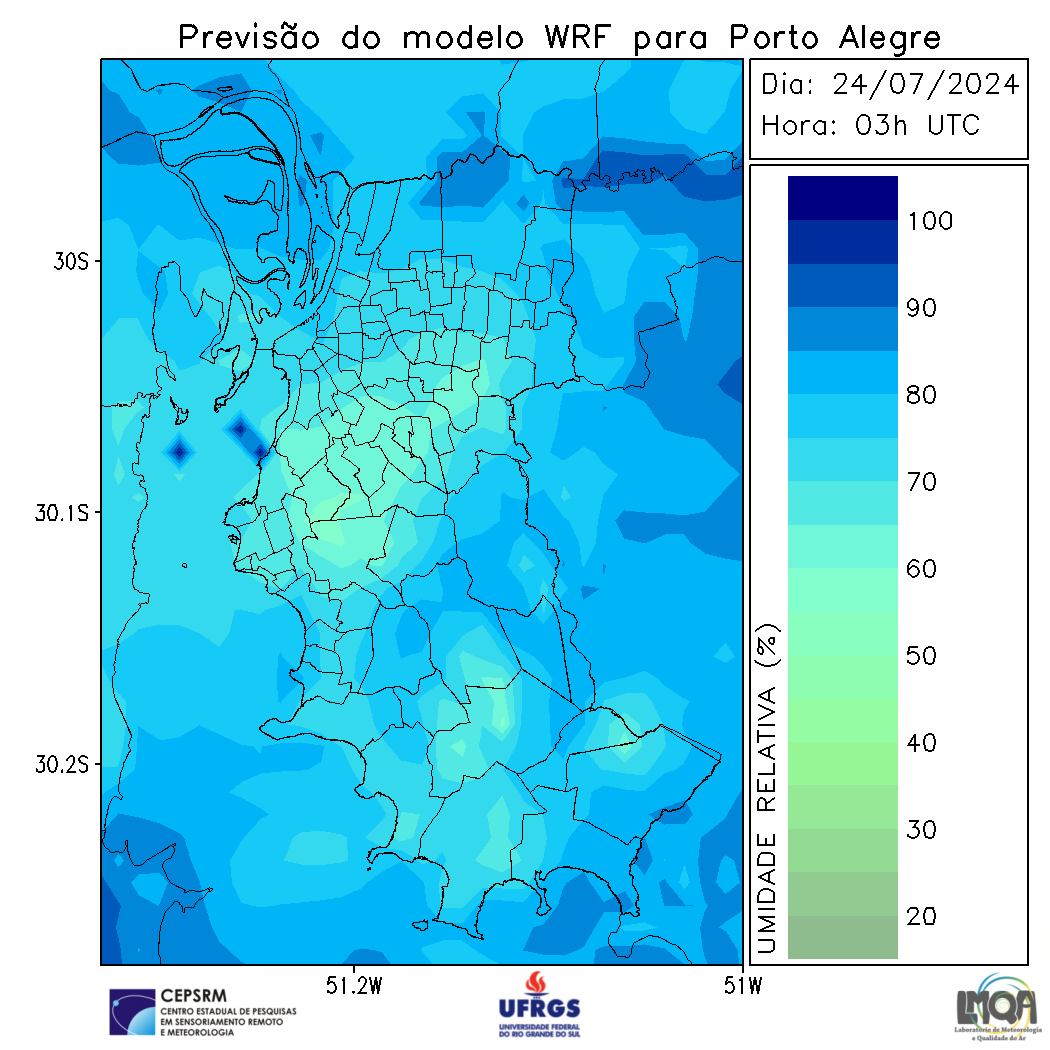 Previsão do modelo WRF para Porto Alegre
Dia: 24/07/2024
Hora: 03h UTC
30S
30.1S
30.2S
51.2W
51W
UMIDADE RELATIVA (%)
100
90
80
70
60
50
40
30
20
CEPSRM
CENTRO ESTADUAL DE PESQUISAS
EM SENSORIAMENTO REMOTO
E METEOROLOGIA
UFRGS
UNIVERSIDADE FEDERAL
DO RIO GRANDE DO SUL
LMQA
Laboratório de Meteorologia
e Qualidade do Ar